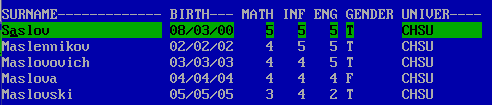 SURNAME------------- BIRTH--- MATH INF ENG GENDER UNIVER----
Saslov 08/03/00 5 5 5 T CHSU
Maslennikov 02/02/02 4 5 5 T CHSU
Maslovovich 03/03/03 4 4 5 T CHSU
Maslova 04/04/04 4 4 4 F CHSU
Maslovski 05/05/05 3 4 2 T CHSU